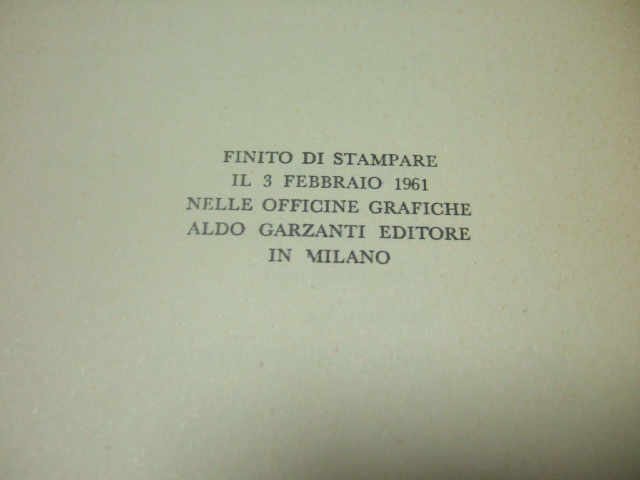 FINITO DI STAMPARE
IL 3 FEBBRAIO 1961
NELLE OFFICINE GRAFICHE
ALDO GARZANTI EDITORE
IN MILANO